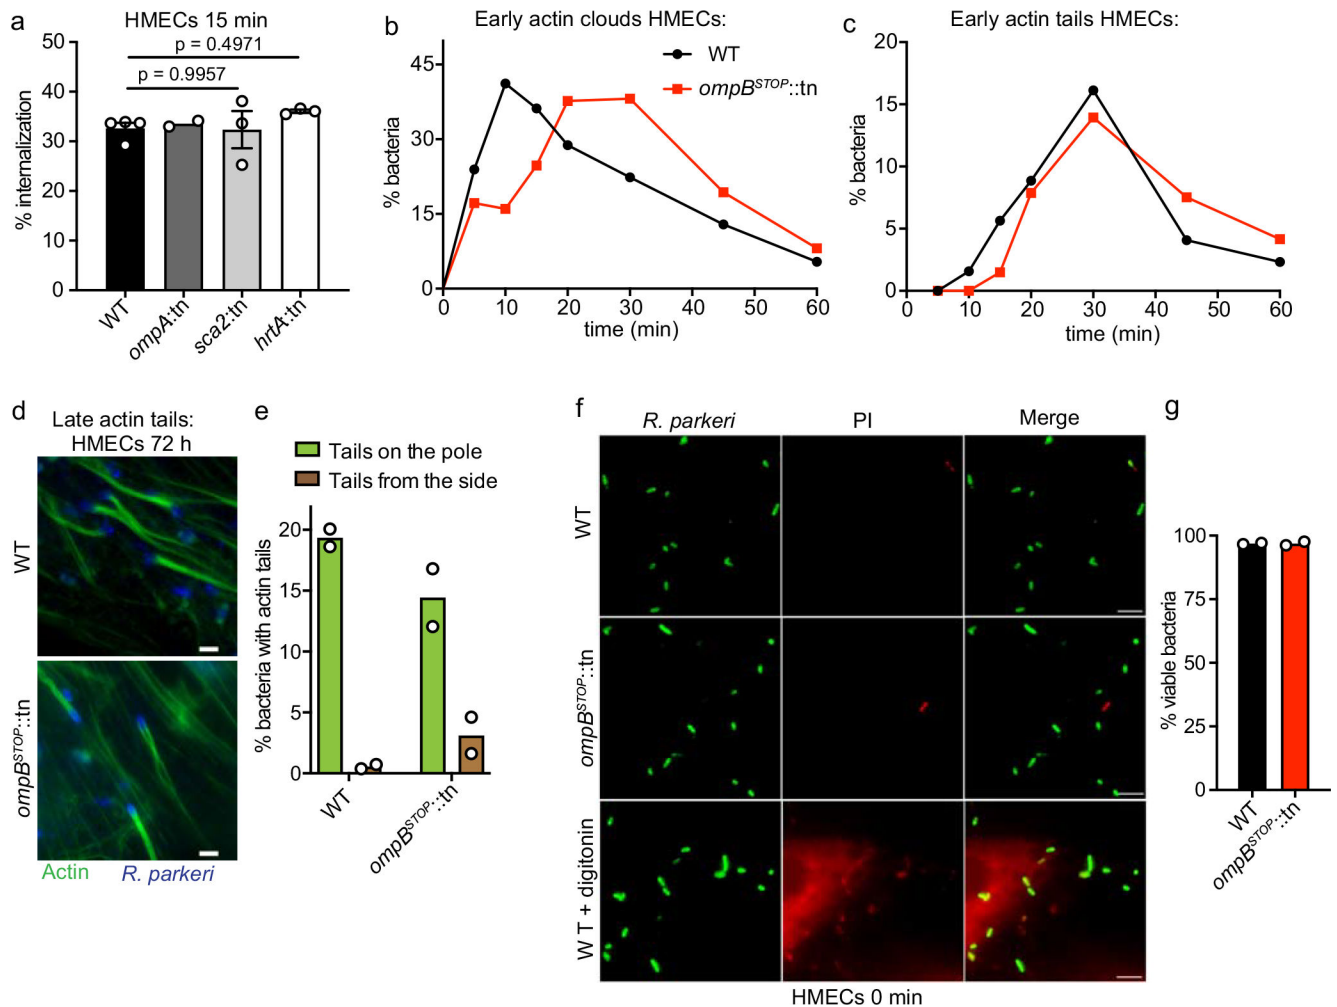 a
HMECs 15 min
p = 0.4971
p = 0.9957
% internalization
50
40
30
20
10
0
WT
ompA:tn
sca2:tn
hrtA:tn
b
Early actin clouds HMECs:
WT
ompBSTOP::tn
% bacteria
45
30
15
0
0 10 20 30 40 50 60
time (min)
c
Early actin tails HMECs:
% bacteria
20
15
10
5
0
0 10 20 30 40 50 60
time (min)
d
Late actin tails:
HMECs 72 h
WT
ompBSTOP::tn
Actin R. parkeri
e
Tails on the pole
Tails from the side
% bacteria with actin tails
20
15
10
5
0
WT
ompBSTOP::tn
f
R. parkeri PI Merge
WT
ompBSTOP::tn
W T + digitonin
HMECs 0 min
g
% viable bacteria
100
75
50
25
0
WT
ompBSTOP::tn